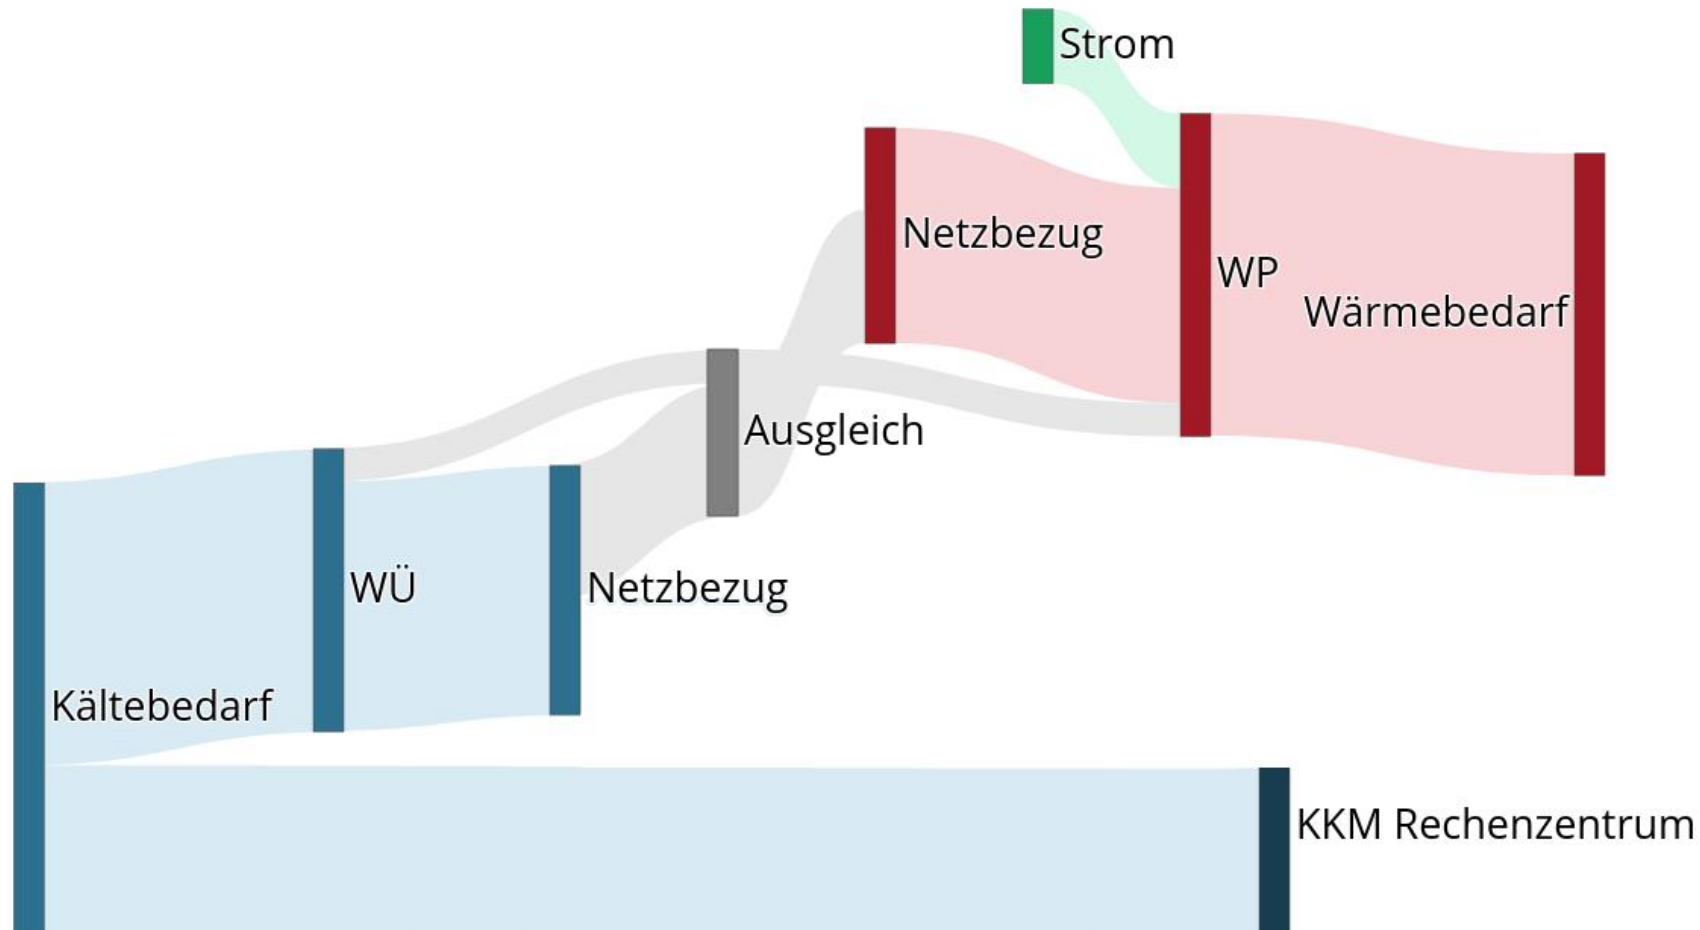 Strom
Netzbezug
WP
Wärmebedarf
Ausgleich
WÜ
Netzbezug
Kältebedarf
KKM Rechenzentrum